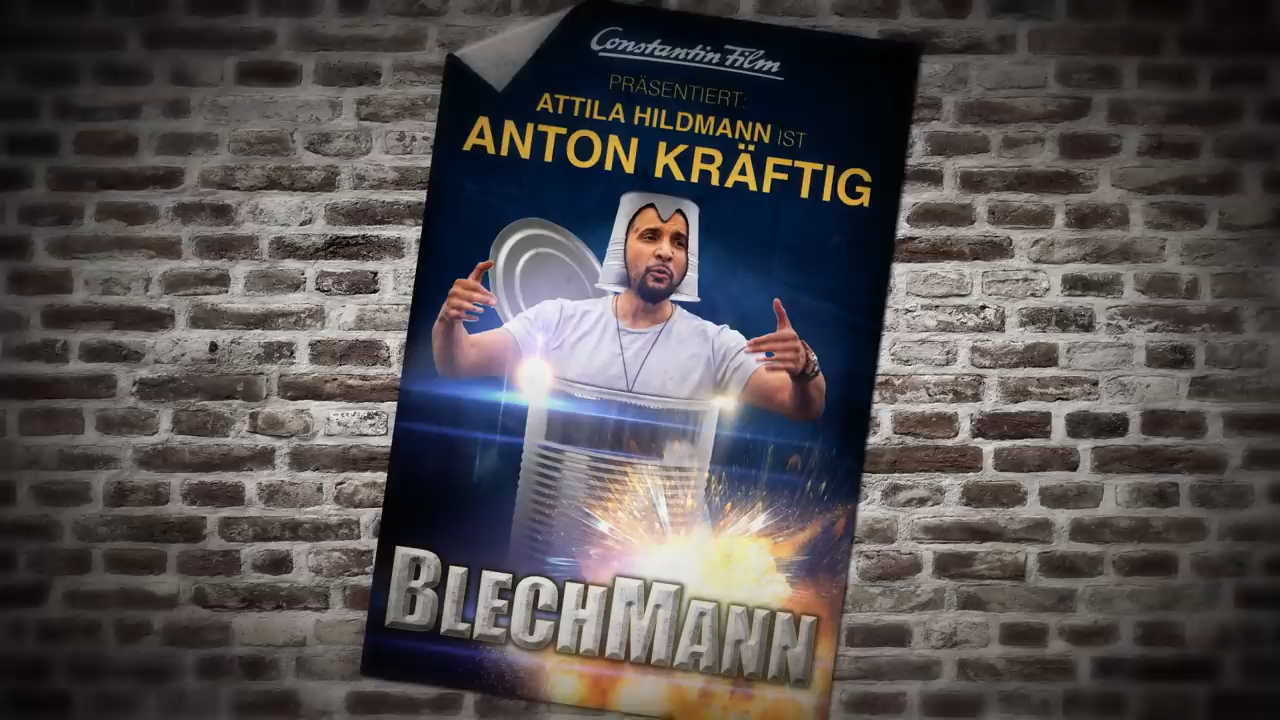 Constantin Film
PRÄSENTIERT:
ATTILA HILDMANN IST
ANTON KRÄFTIG
BLECHMANN